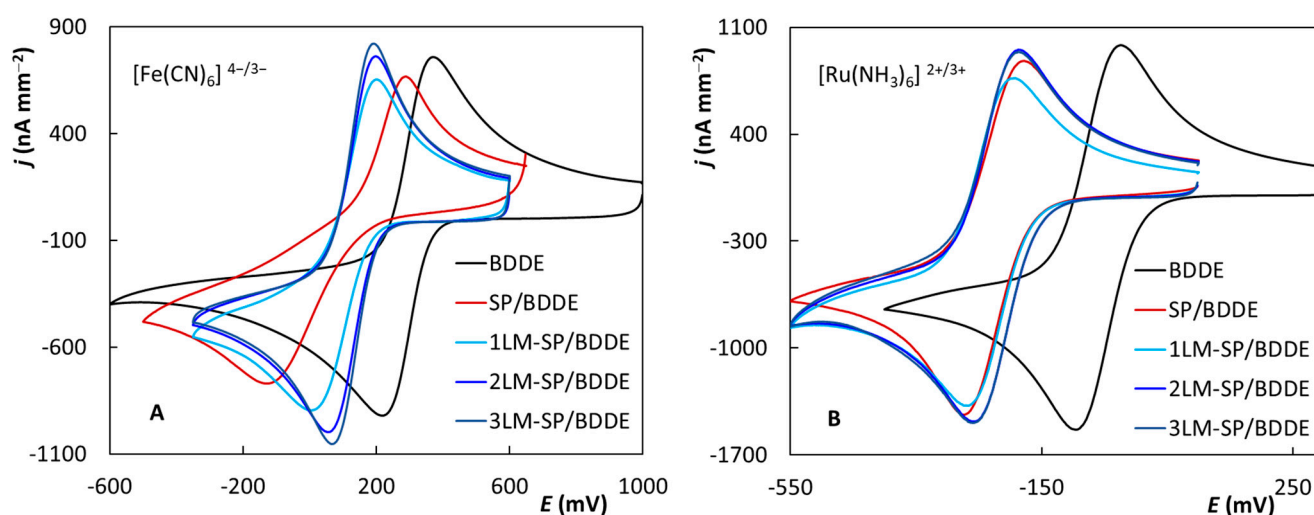 j (nA mm⁻²)
900
400
-100
-600
-1100
[Fe(CN)₆] ⁴⁻/³⁻
BDDE
SP/BDDE
1LM-SP/BDDE
2LM-SP/BDDE
3LM-SP/BDDE
A
-600
-200
200
600
1000
E (mV)
j (nA mm⁻²)
1100
400
-300
-1000
-1700
[Ru(NH₃)₆] ²⁺/³⁺
BDDE
SP/BDDE
1LM-SP/BDDE
2LM-SP/BDDE
3LM-SP/BDDE
B
-550
-150
250
E (mV)